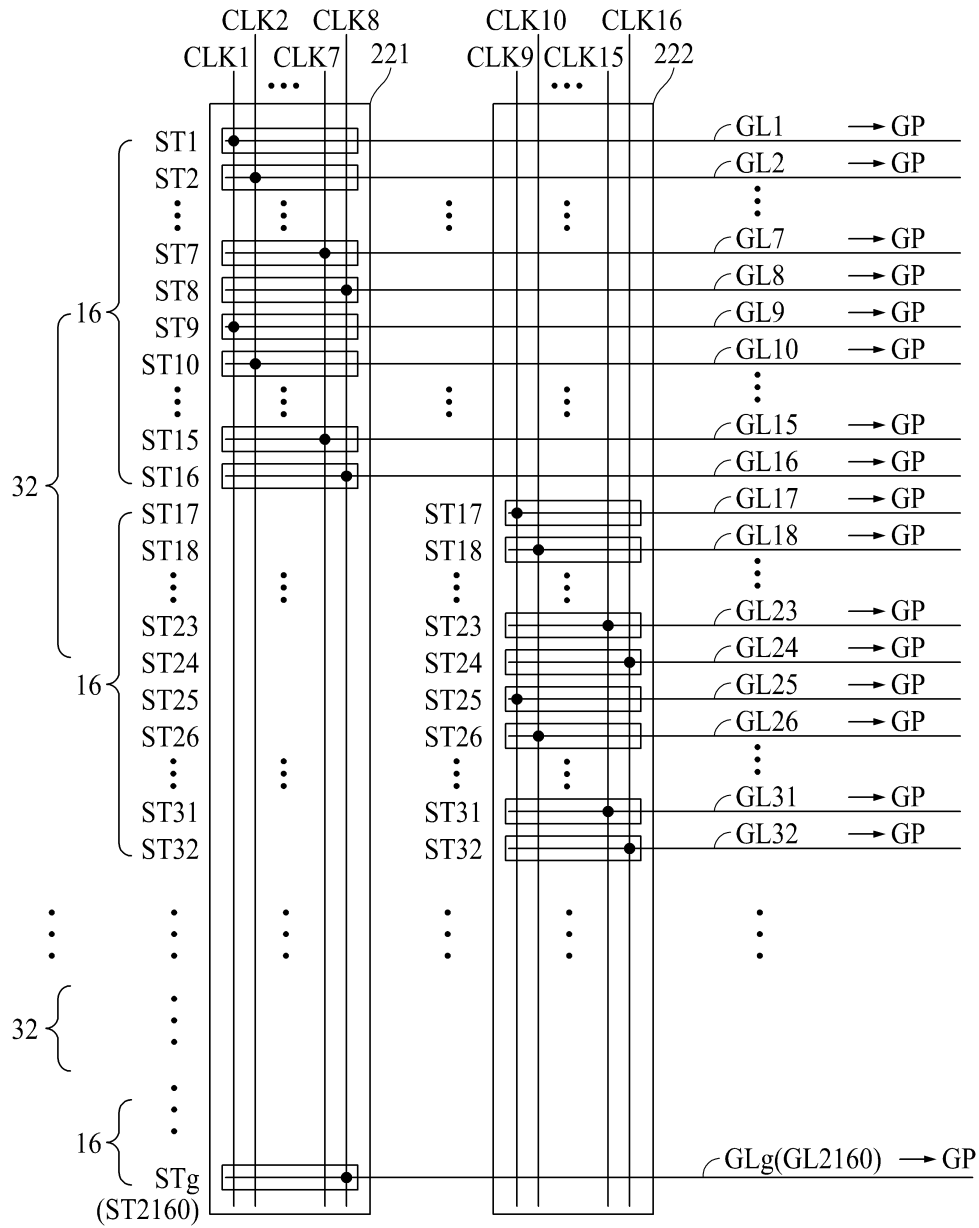 CLK2 CLK8 CLK10 CLK16
CLK1 ... CLK7 221 CLK9 ... CLK15 222
ST1 GL1 → GP
ST2 GL2 → GP
ST7 GL7 → GP
ST8 GL8 → GP
16
ST9 GL9 → GP
ST10 GL10 → GP
ST15 GL15 → GP
ST16 GL16 → GP
32
ST17 ST17 GL17 → GP
ST18 ST18 GL18 → GP
ST23 ST23 GL23 → GP
ST24 ST24 GL24 → GP
16
ST25 ST25 GL25 → GP
ST26 ST26 GL26 → GP
ST31 ST31 GL31 → GP
ST32 ST32 GL32 → GP
32
16
STg GLg(GL2160) → GP
(ST2160)